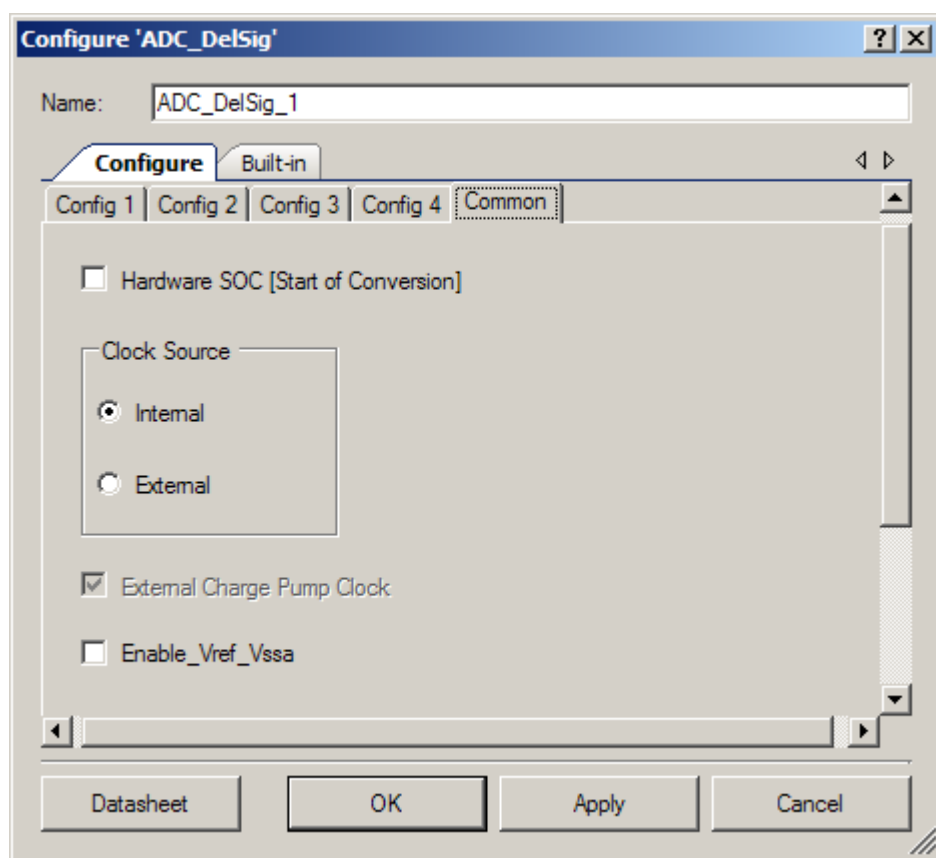 Configure 'ADC_DelSig'
Name: ADC_DelSig_1
Configure Built-in
Config 1 Config 2 Config 3 Config 4 Common
Hardware SOC [Start of Conversion]
Clock Source
Internal
External
External Charge Pump Clock
Enable_Vref_Vssa
Datasheet OK Apply Cancel